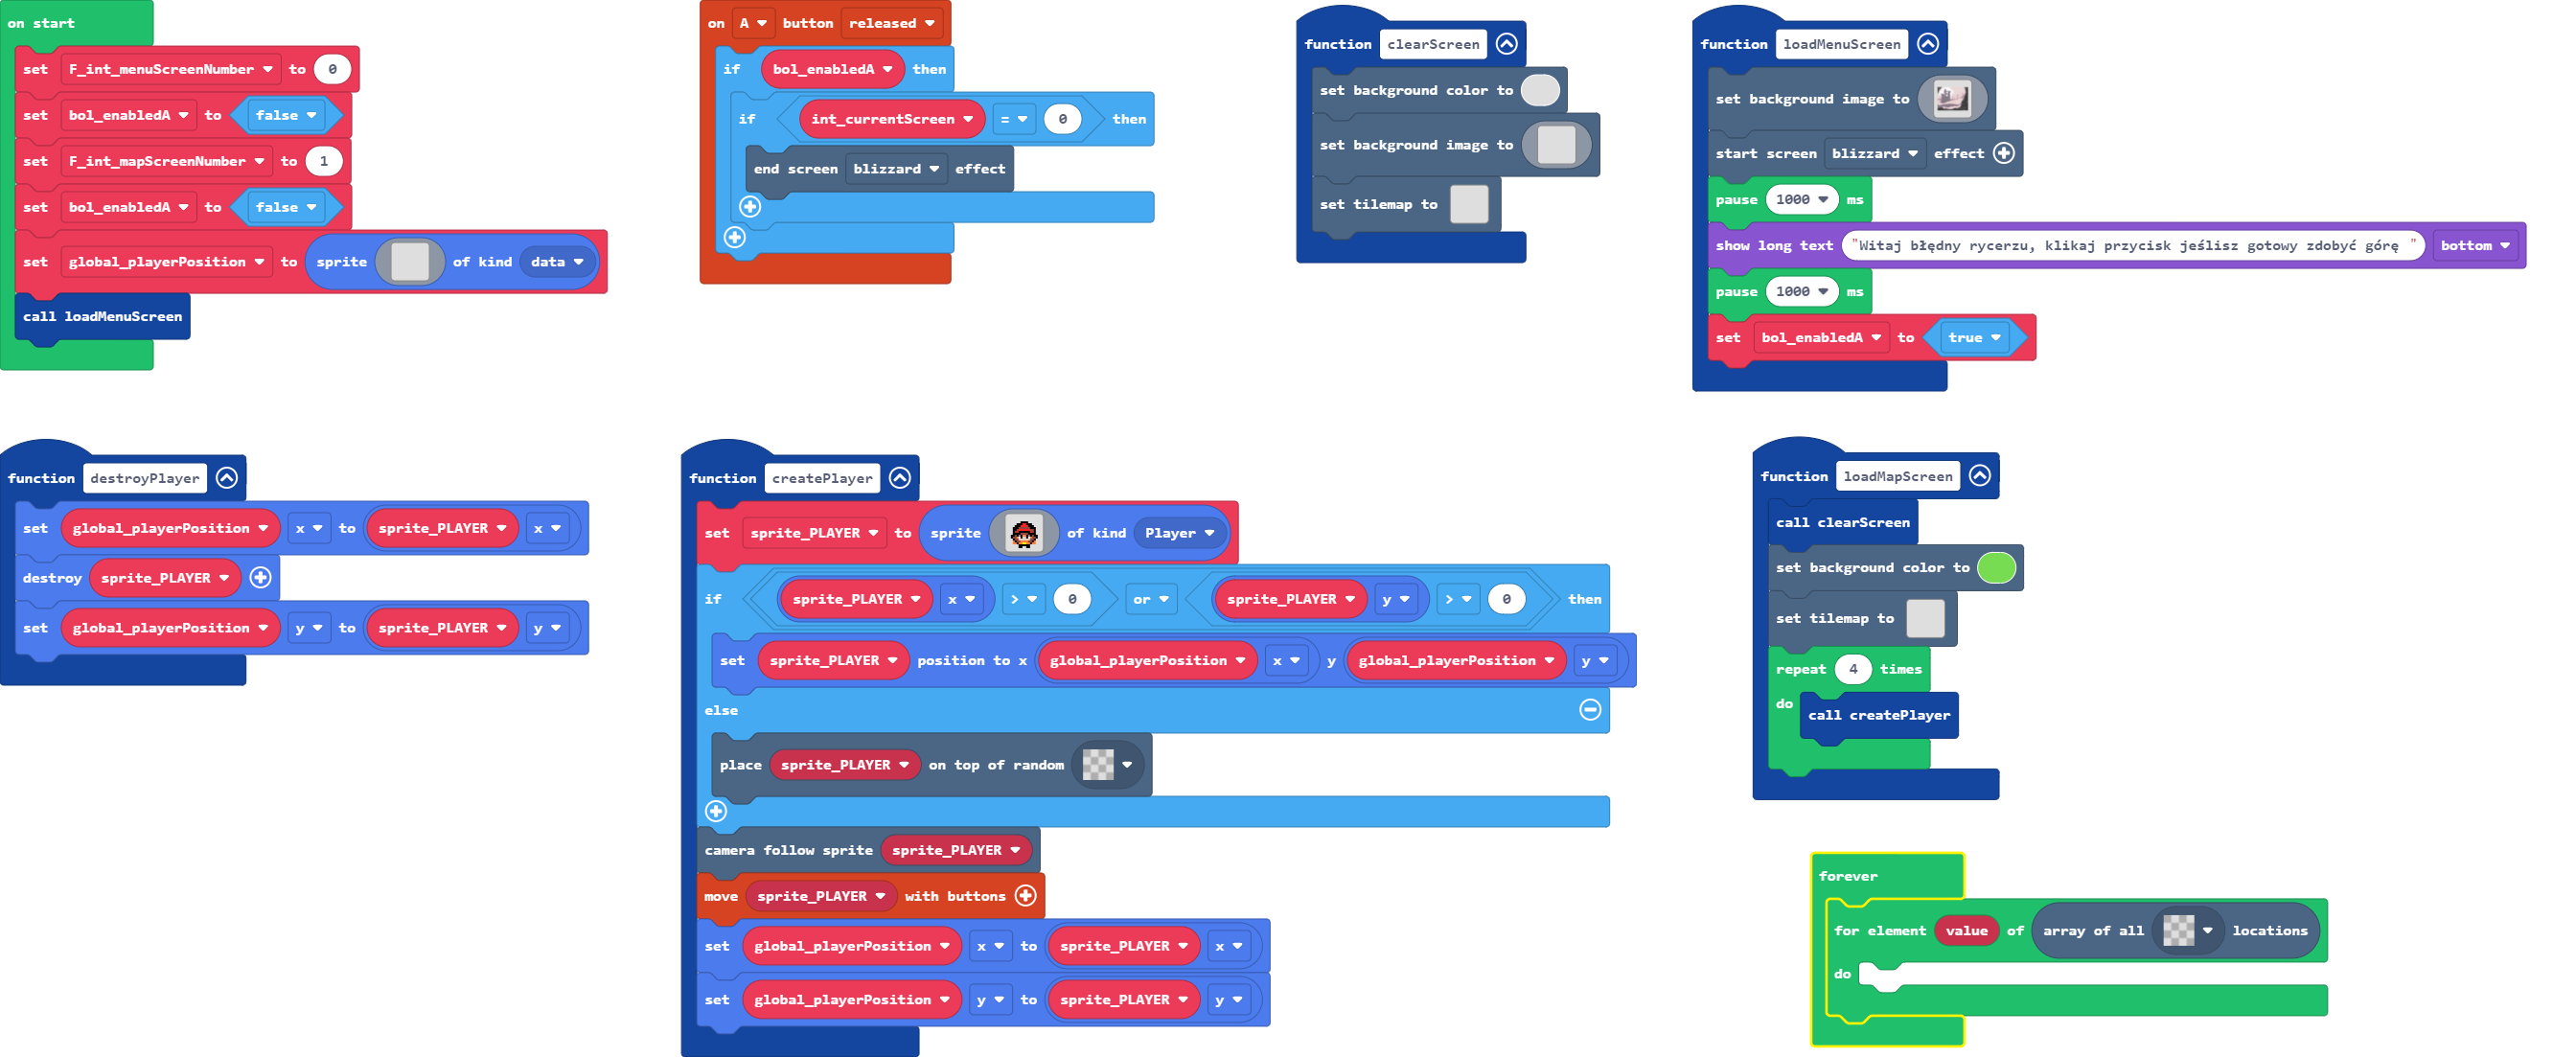 on start
set F_int_menuScreenNumber to 0
set bol_enabledA to false
set F_int_mapScreenNumber to 1
set bol_enabledA to false
set global_playerPosition to sprite of kind data
call loadMenuScreen
on A button released
if bol_enabledA then
if int_currentScreen = 0 then
end screen blizzard effect
function clearScreen
set background color to
set background image to
set tilemap to
function loadMenuScreen
set background image to
start screen blizzard effect
pause 1000 ms
show long text "Witaj błędny rycerzu, klikaj przycisk jeślisz gotowy zdobyć górę " bottom
pause 1000 ms
set bol_enabledA to true
function destroyPlayer
set global_playerPosition x to sprite_PLAYER x
destroy sprite_PLAYER
set global_playerPosition y to sprite_PLAYER y
function createPlayer
set sprite_PLAYER to sprite of kind Player
if sprite_PLAYER x > 0 or sprite_PLAYER y > 0 then
set sprite_PLAYER position to x global_playerPosition x y global_playerPosition y
else
place sprite_PLAYER on top of random
camera follow sprite sprite_PLAYER
move sprite_PLAYER with buttons
set global_playerPosition x to sprite_PLAYER x
set global_playerPosition y to sprite_PLAYER y
function loadMapScreen
call clearScreen
set background color to
set tilemap to
repeat 4 times
do call createPlayer
forever
for element value of array of all locations
do